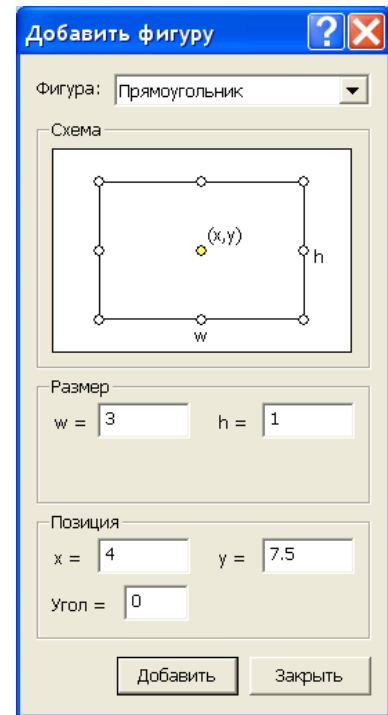 Добавить фигуру
Фигура: Прямоугольник
Схема
(x,y)
h
w
Размер
w = 3 h = 1
Позиция
x = 4 y = 7.5
Угол = 0
Добавить Закрыть